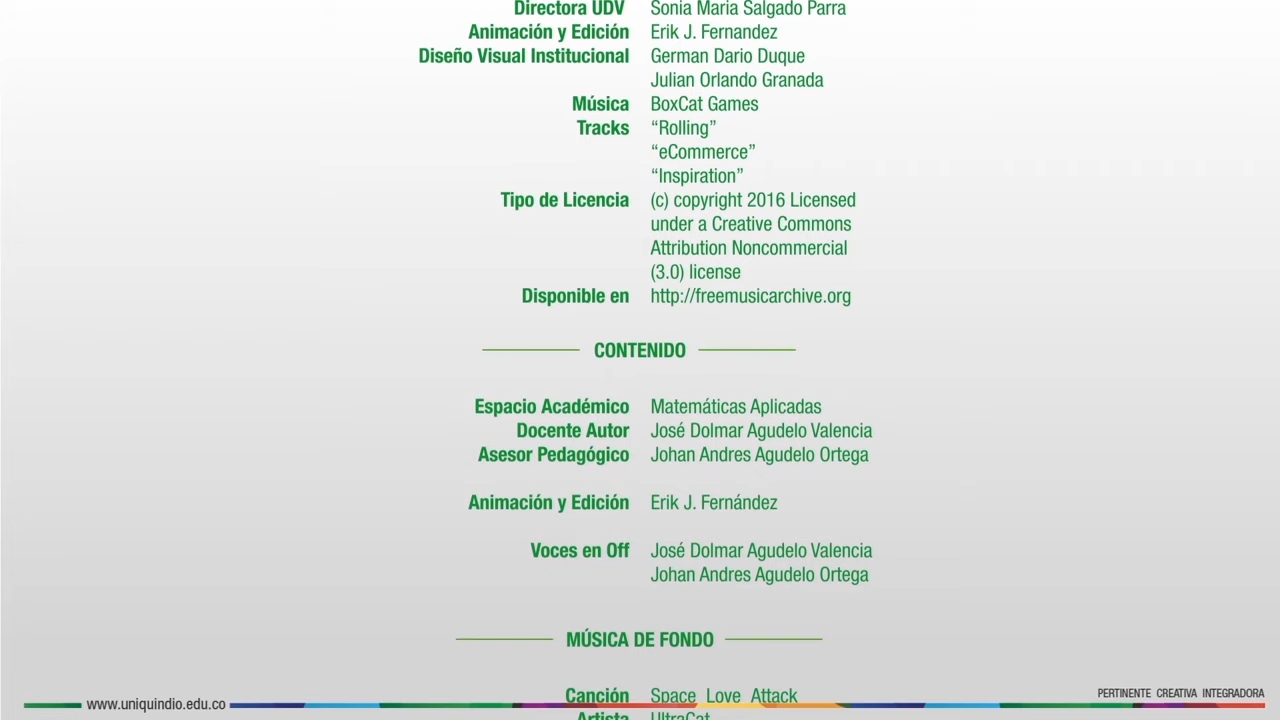 Directora UDV Sonia Maria Salgado Parra
Animación y Edición Erik J. Fernandez
Diseño Visual Institucional German Dario Duque
Julian Orlando Granada
Música BoxCat Games
Tracks “Rolling”
“eCommerce”
“Inspiration”
Tipo de Licencia (c) copyright 2016 Licensed
under a Creative Commons
Attribution Noncommercial
(3.0) license
Disponible en http://freemusicarchive.org
CONTENIDO
Espacio Académico Matemáticas Aplicadas
Docente Autor José Dolmar Agudelo Valencia
Asesor Pedagógico Johan Andres Agudelo Ortega
Animación y Edición Erik J. Fernández
Voces en Off José Dolmar Agudelo Valencia
Johan Andres Agudelo Ortega
MÚSICA DE FONDO
Canción Space Love Attack
Artista UltraCat
www.uniquindio.edu.co
PERTINENTE CREATIVA INTEGRADORA